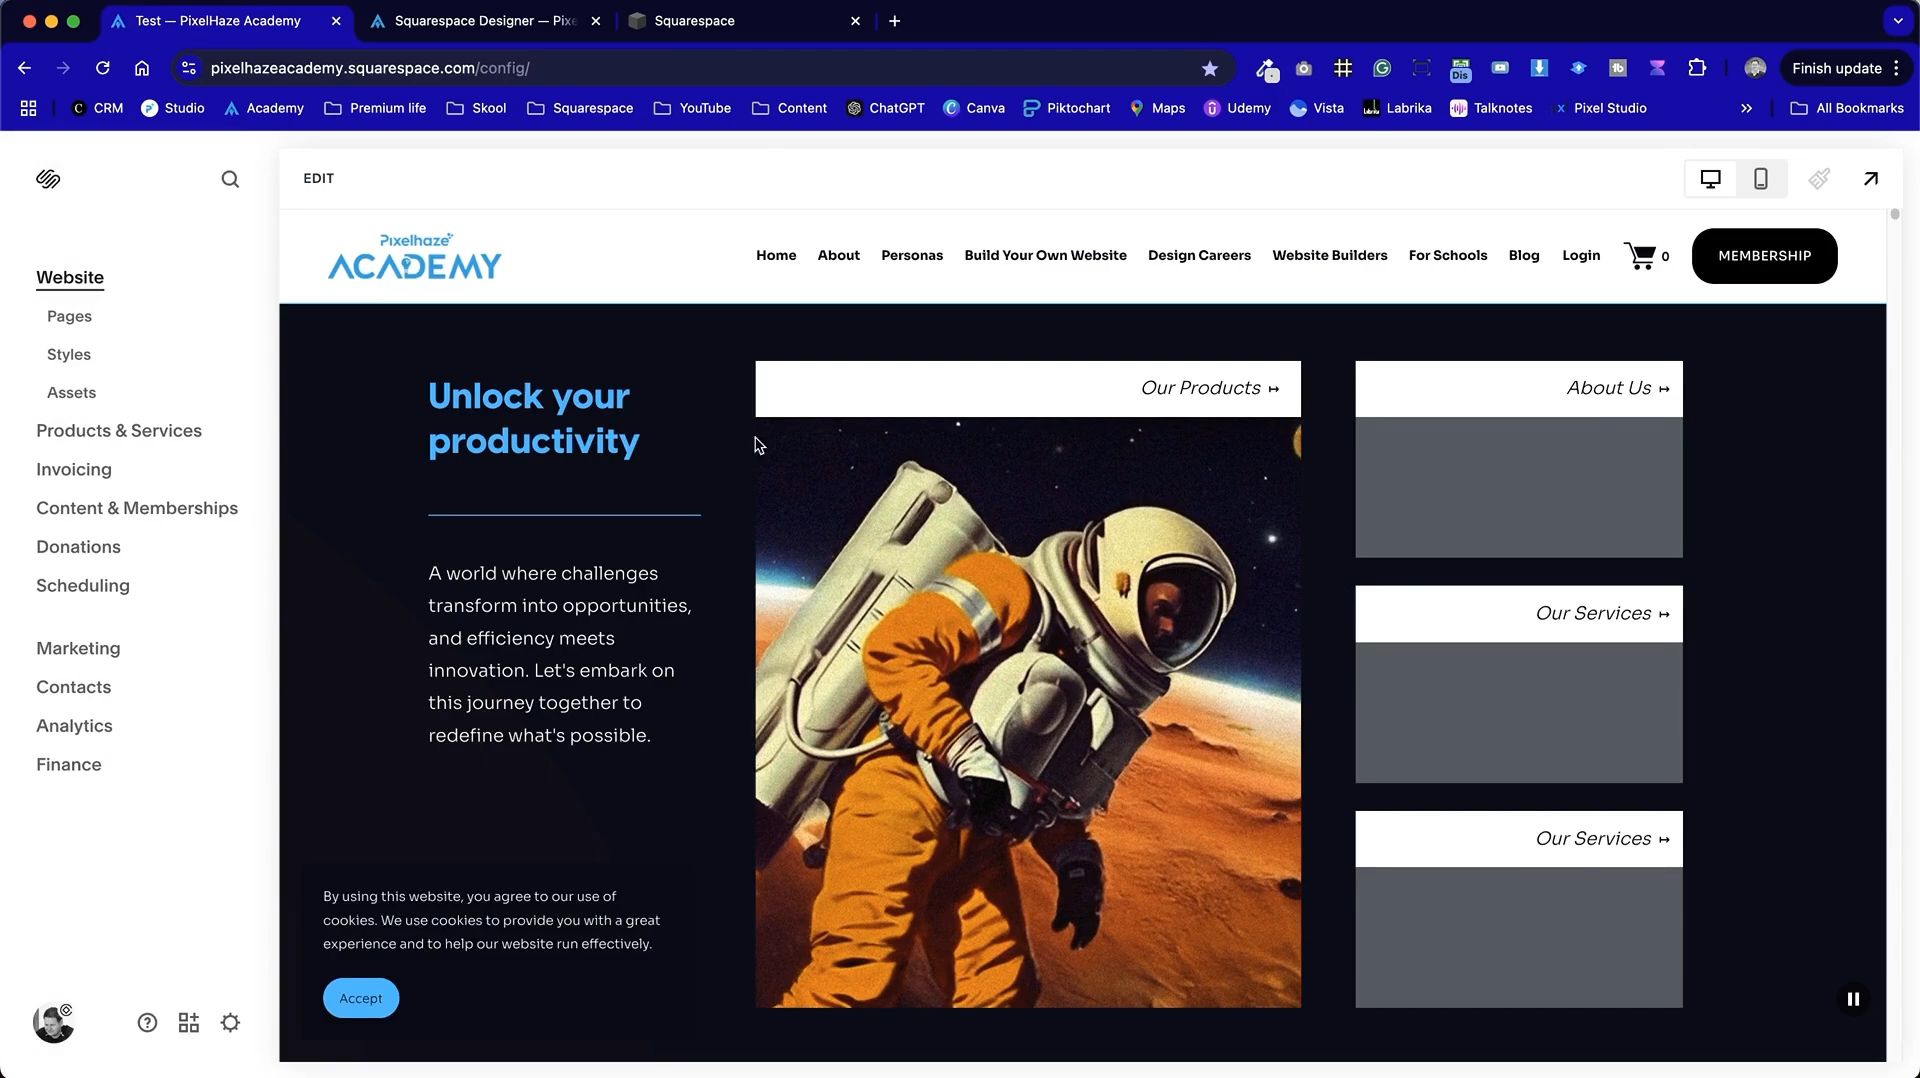 Test — PixelHaze Academy
Squarespace Designer — Pixe
Squarespace
pixelhazeacademy.squarespace.com/config/
Dis
tb
Finish update
CRM
Studio
Academy
Premium life
Skool
Squarespace
YouTube
Content
ChatGPT
Canva
Piktochart
Maps
Udemy
Vista
Labrika
Talknotes
Pixel Studio
All Bookmarks
EDIT
Website
Pages
Styles
Assets
Products & Services
Invoicing
Content & Memberships
Donations
Scheduling
Marketing
Contacts
Analytics
Finance
Pixelhaze
ACADEMY
Home
About
Personas
Build Your Own Website
Design Careers
Website Builders
For Schools
Blog
Login
0
MEMBERSHIP
Unlock your
productivity
A world where challenges
transform into opportunities,
and efficiency meets
innovation. Let's embark on
this journey together to
redefine what's possible.
Our Products ↦
About Us ↦
Our Services ↦
Our Services ↦
By using this website, you agree to our use of
cookies. We use cookies to provide you with a great
experience and to help our website run effectively.
Accept